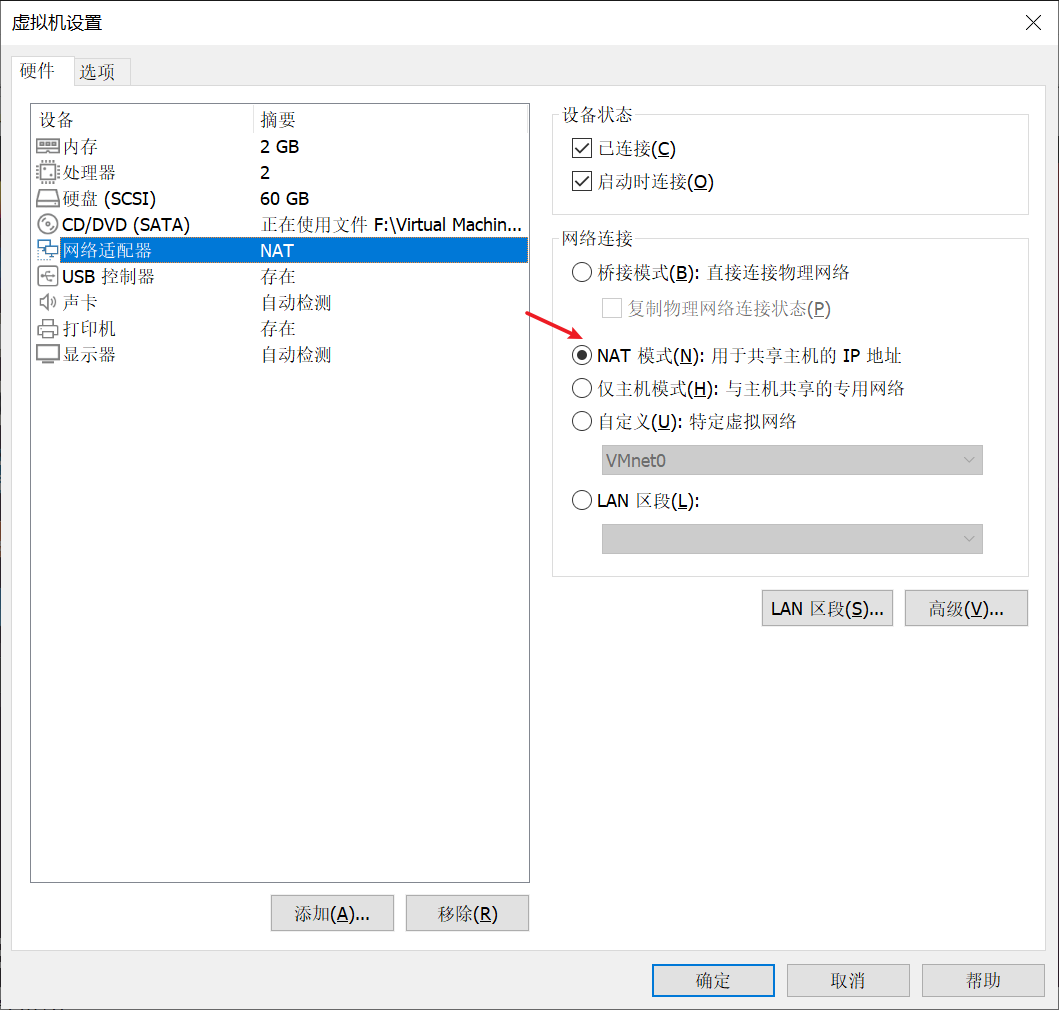 虚拟机设置
硬件 选项
设备 摘要
内存 2 GB
处理器 2
硬盘 (SCSI) 60 GB
CD/DVD (SATA) 正在使用文件 F:\Virtual Machin...
网络适配器 NAT
USB 控制器 存在
声卡 自动检测
打印机 存在
显示器 自动检测
添加(A)... 移除(R)
设备状态
已连接(C)
启动时连接(O)
网络连接
桥接模式(B): 直接连接物理网络
复制物理网络连接状态(P)
NAT 模式(N): 用于共享主机的 IP 地址
仅主机模式(H): 与主机共享的专用网络
自定义(U): 特定虚拟网络
VMnet0
LAN 区段(L):
LAN 区段(S)... 高级(V)...
确定 取消 帮助